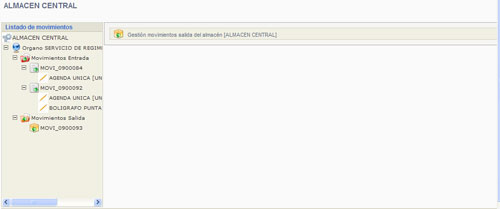 ALMACEN CENTRAL
Listado de movimientos
ALMACEN CENTRAL
Organo SERVICIO DE REGIM
Movimientos Entrada
MOVI_0900084
AGENDA UNICA [UN
MOVI_0900092
AGENDA UNICA [UN
BOLIGRAFO PUNTA
Movimientos Salida
MOVI_0900093
Gestión movimientos salida del almacén [ALMACEN CENTRAL]